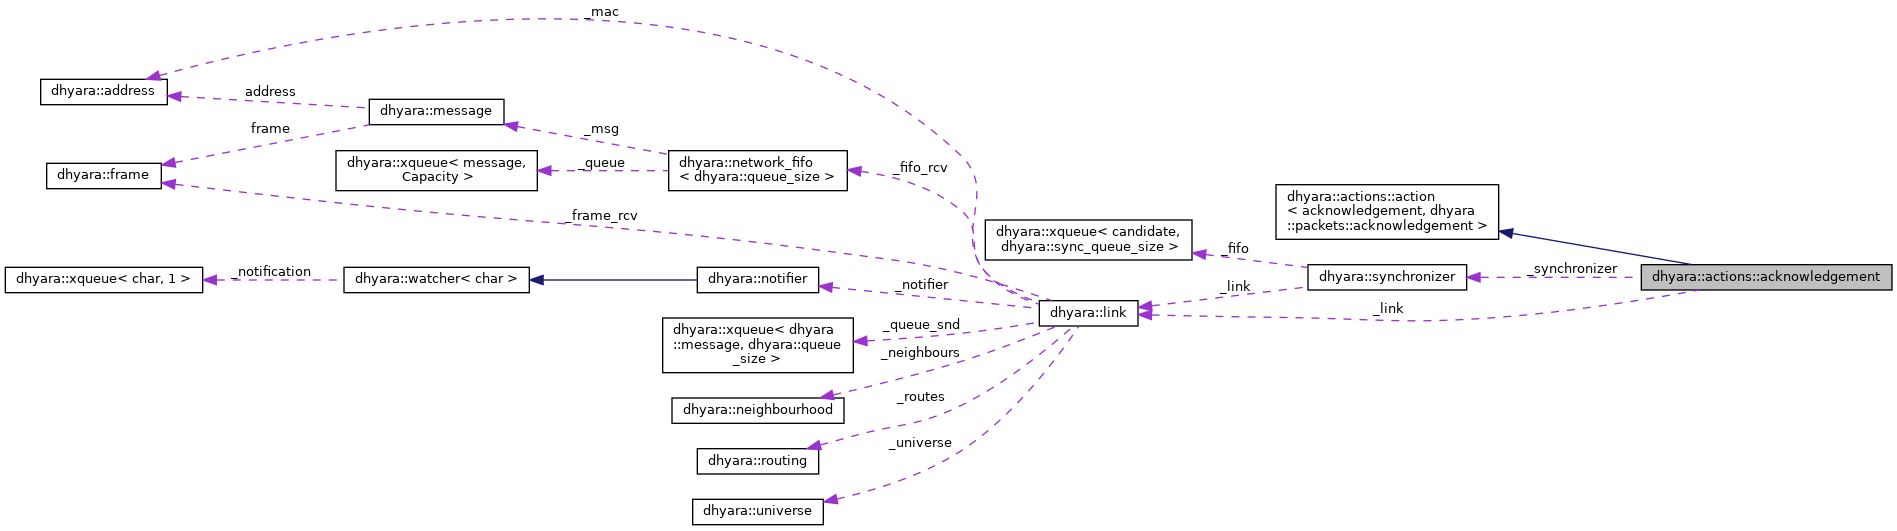 _mac
dhyara::address
address
dhyara::message
frame
_msg
dhyara::frame
dhyara::xqueue< message,
Capacity >
_queue
dhyara::network_fifo
< dhyara::queue_size >
_fifo_rcv
_frame_rcv
dhyara::actions::action
< acknowledgement, dhyara
::packets::acknowledgement >
dhyara::xqueue< candidate,
dhyara::sync_queue_size >
_fifo
dhyara::xqueue< char, 1 >
_notification
dhyara::watcher< char >
dhyara::notifier
_notifier
dhyara::synchronizer
_synchronizer
dhyara::actions::acknowledgement
_link
dhyara::link
_link
dhyara::xqueue< dhyara
::message, dhyara::queue
_size >
_queue_snd
_neighbours
dhyara::neighbourhood
_routes
dhyara::routing
_universe
dhyara::universe